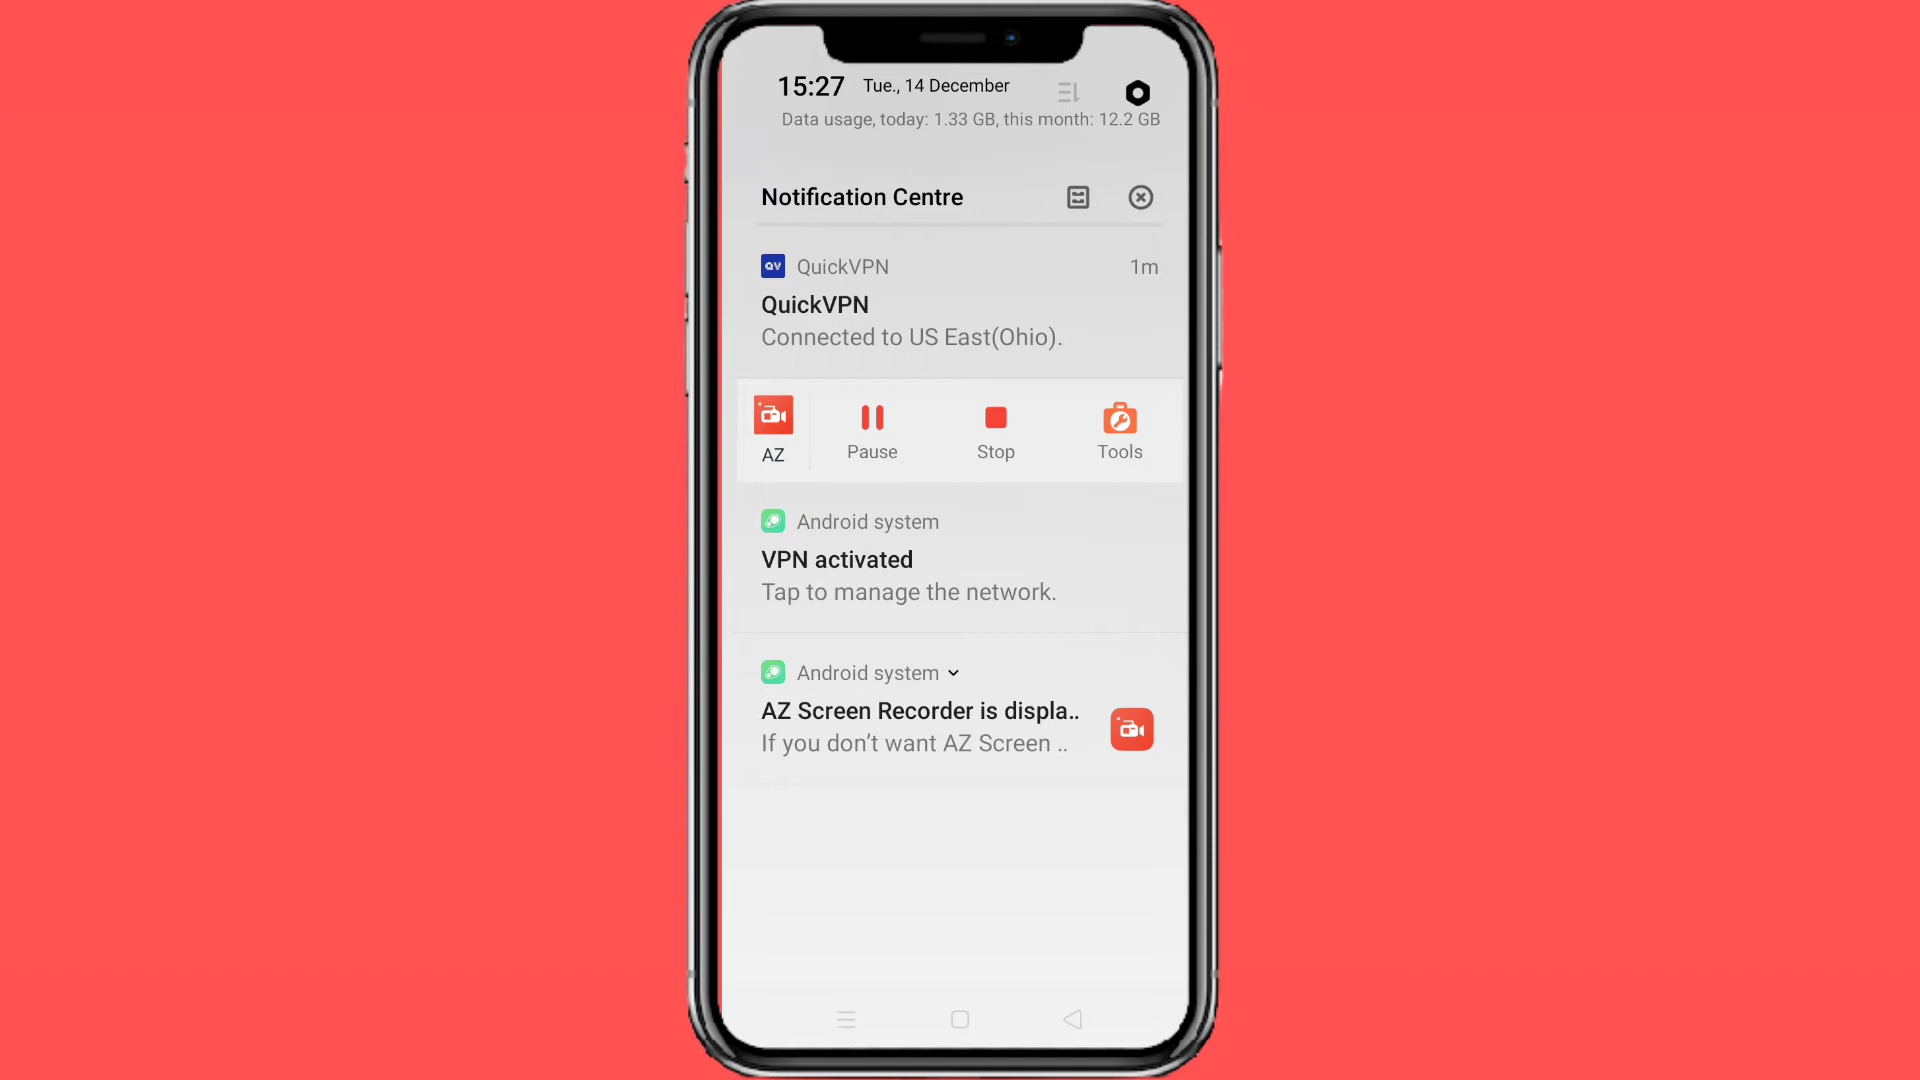 15:27 Tue., 14 December
Data usage, today: 1.33 GB, this month: 12.2 GB
Notification Centre
QV QuickVPN 1m
QuickVPN
Connected to US East(Ohio).
AZ Pause Stop Tools
Android system
VPN activated
Tap to manage the network.
Android system
AZ Screen Recorder is displa..
If you don’t want AZ Screen ..